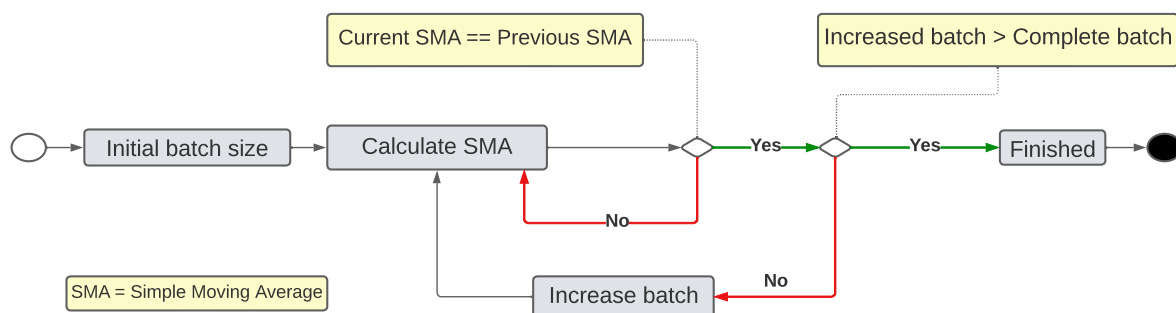 Current SMA == Previous SMA
Increased batch > Complete batch
Initial batch size
Calculate SMA
Yes
Yes
Finished
No
No
SMA = Simple Moving Average
Increase batch